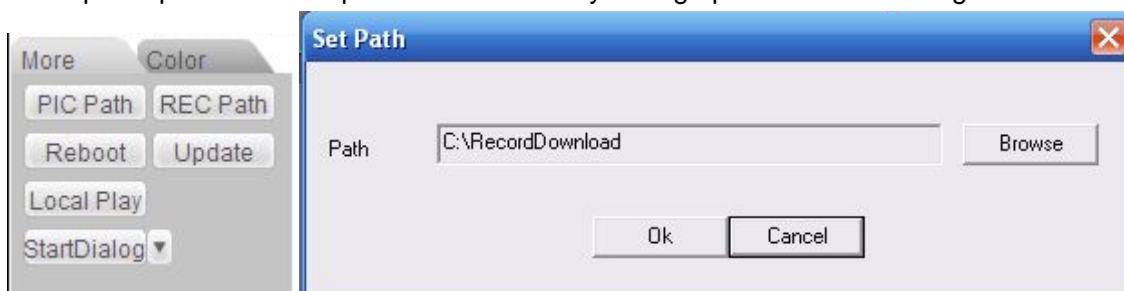 Set Path
More Color
PIC Path REC Path
Reboot Update
Local Play
StartDialog
Path C:\RecordDownload Browse
Ok Cancel